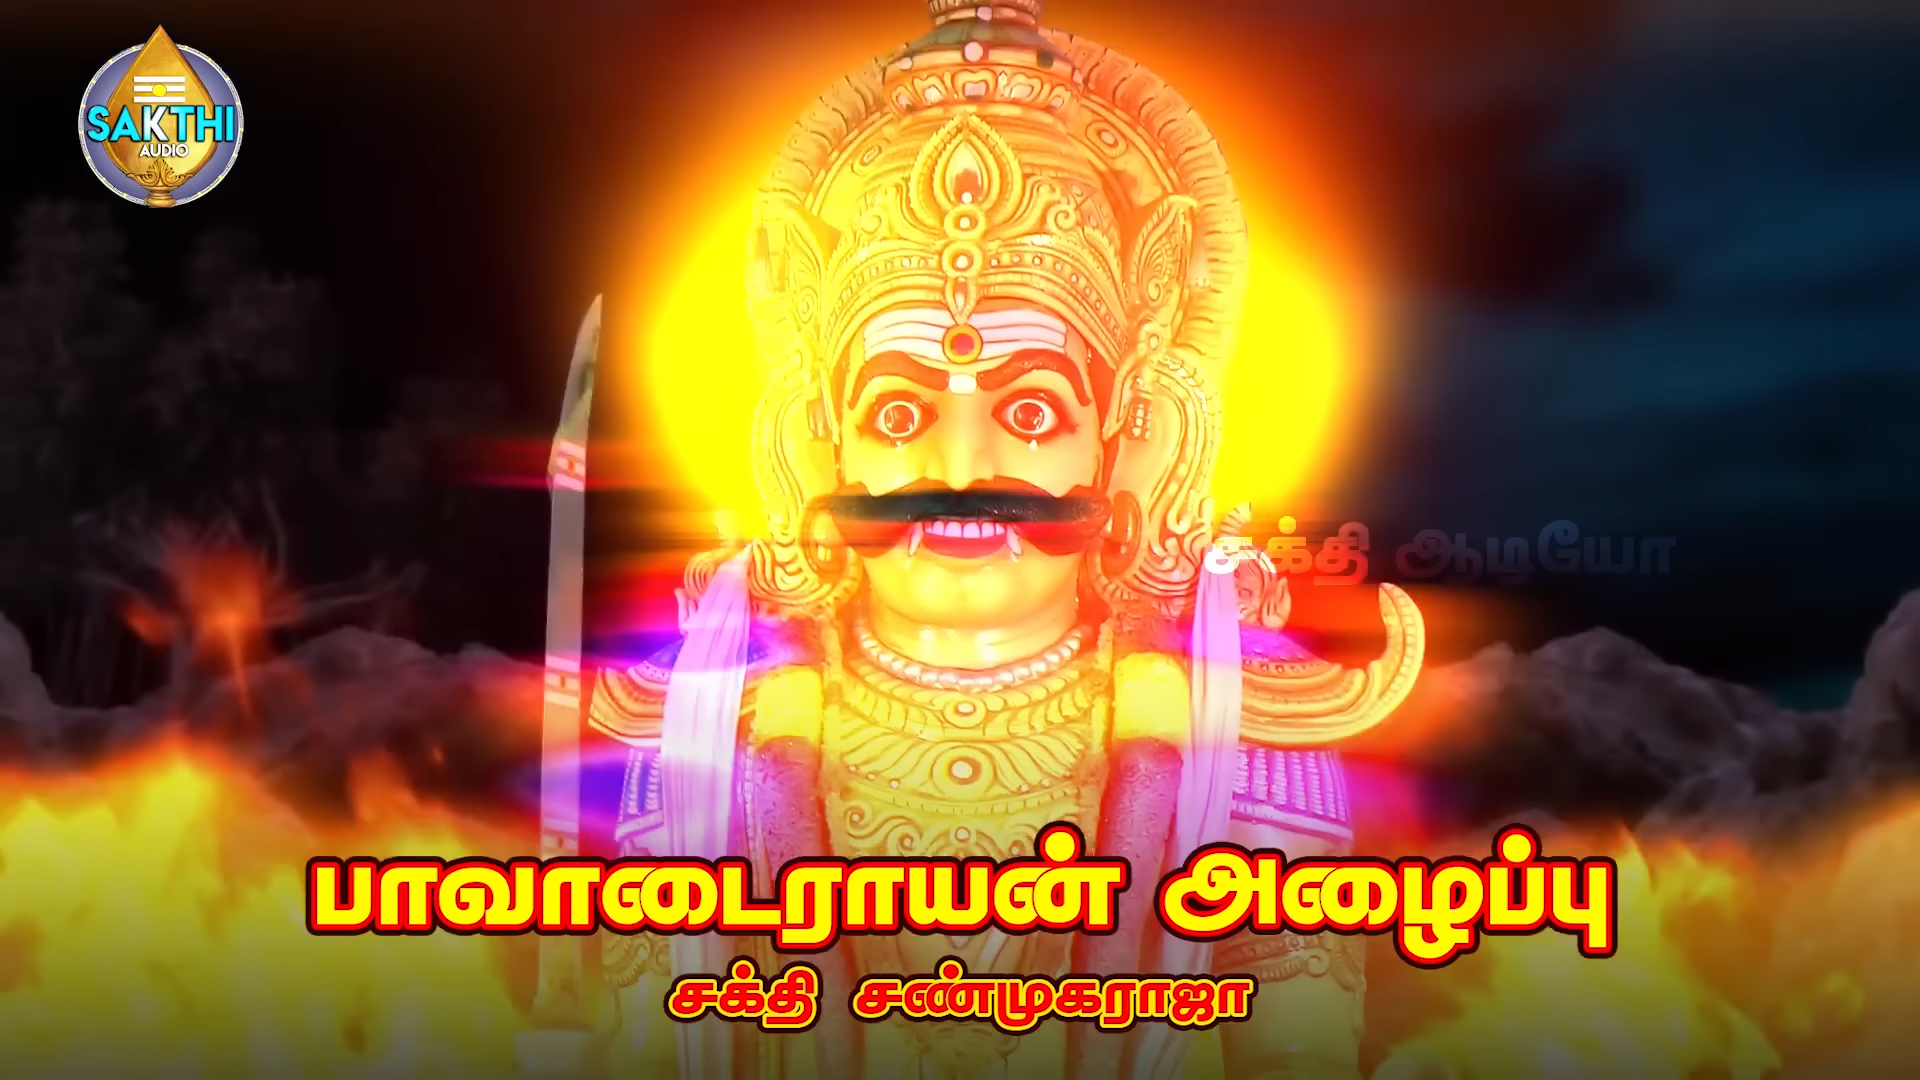 SAKTHI
AUDIO
சக்தி ஆடியோ
பாவாடைராயன் அழைப்பு
சக்தி சண்முகராஜா